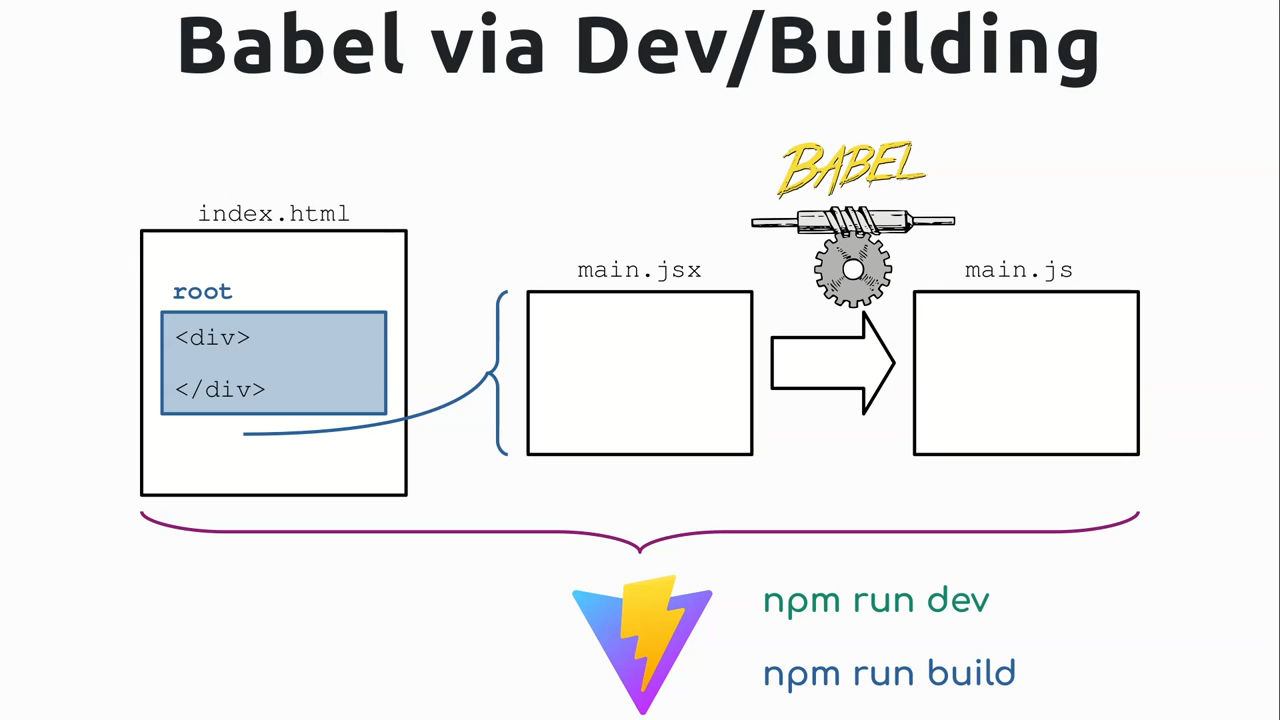 Babel via Dev/Building
BABEL
index.html
main.jsx
main.js
root
<div>
</div>
npm run dev
npm run build